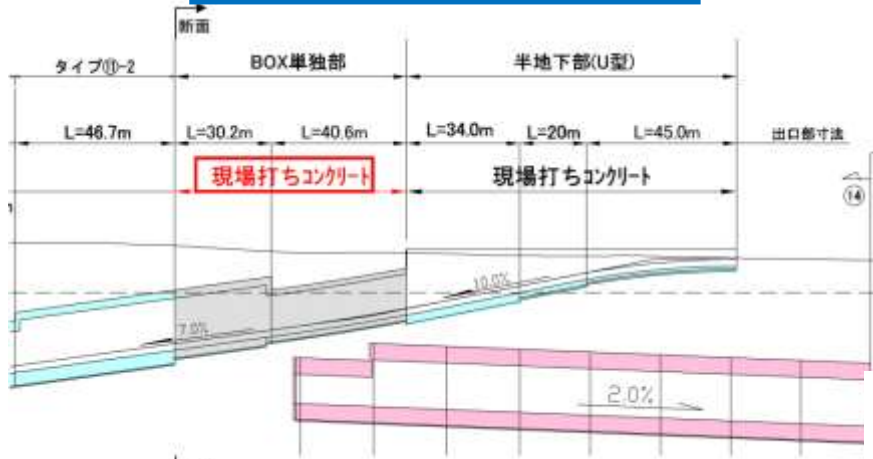 断面
タイプ⑪-2
BOX単独部
半地下部(U型)
L=46.7m
L=30.2m
L=40.6m
L=34.0m
L=20m
L=45.0m
出口部寸法
現場打ちコンクリート
現場打ちコンクリート
⑭
10.0%
7.0%
2.0%